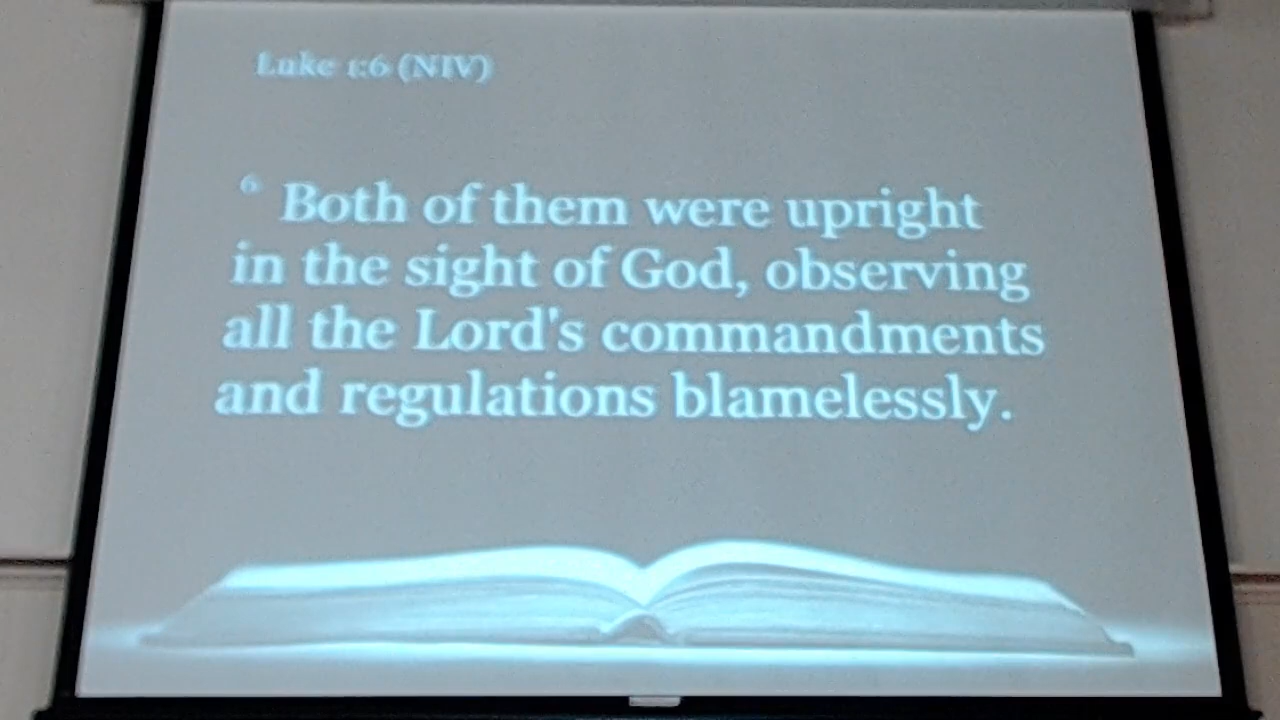 Luke 1:6 (NIV)
6 Both of them were upright
in the sight of God, observing
all the Lord's commandments
and regulations blamelessly.